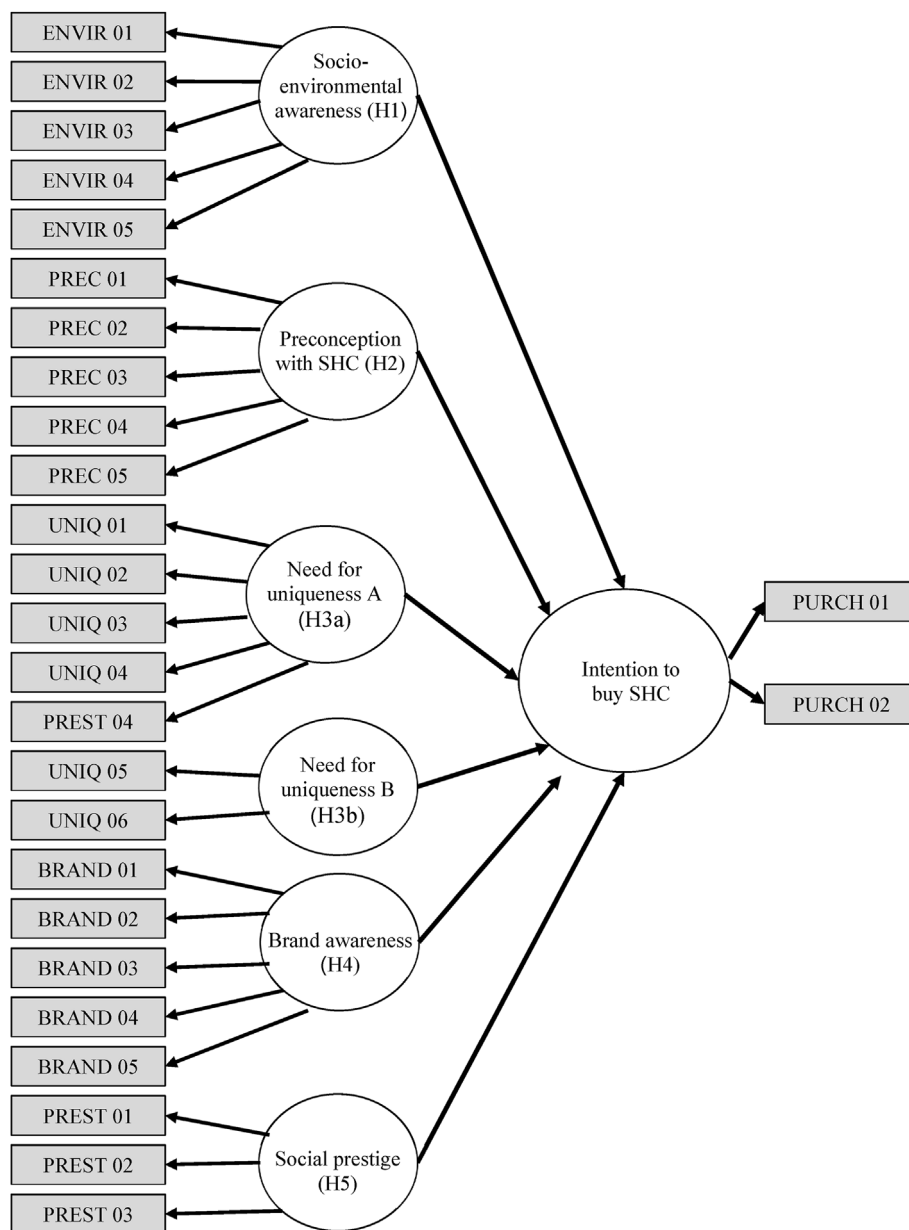 ENVIR 01
ENVIR 02
ENVIR 03
ENVIR 04
ENVIR 05
PREC 01
PREC 02
PREC 03
PREC 04
PREC 05
UNIQ 01
UNIQ 02
UNIQ 03
UNIQ 04
PREST 04
UNIQ 05
UNIQ 06
BRAND 01
BRAND 02
BRAND 03
BRAND 04
BRAND 05
PREST 01
PREST 02
PREST 03
Socio-
environmental
awareness (H1)
Preconception
with SHC (H2)
Need for
uniqueness A
(H3a)
Need for
uniqueness B
(H3b)
Brand awareness
(H4)
Social prestige
(H5)
Intention to
buy SHC
PURCH 01
PURCH 02